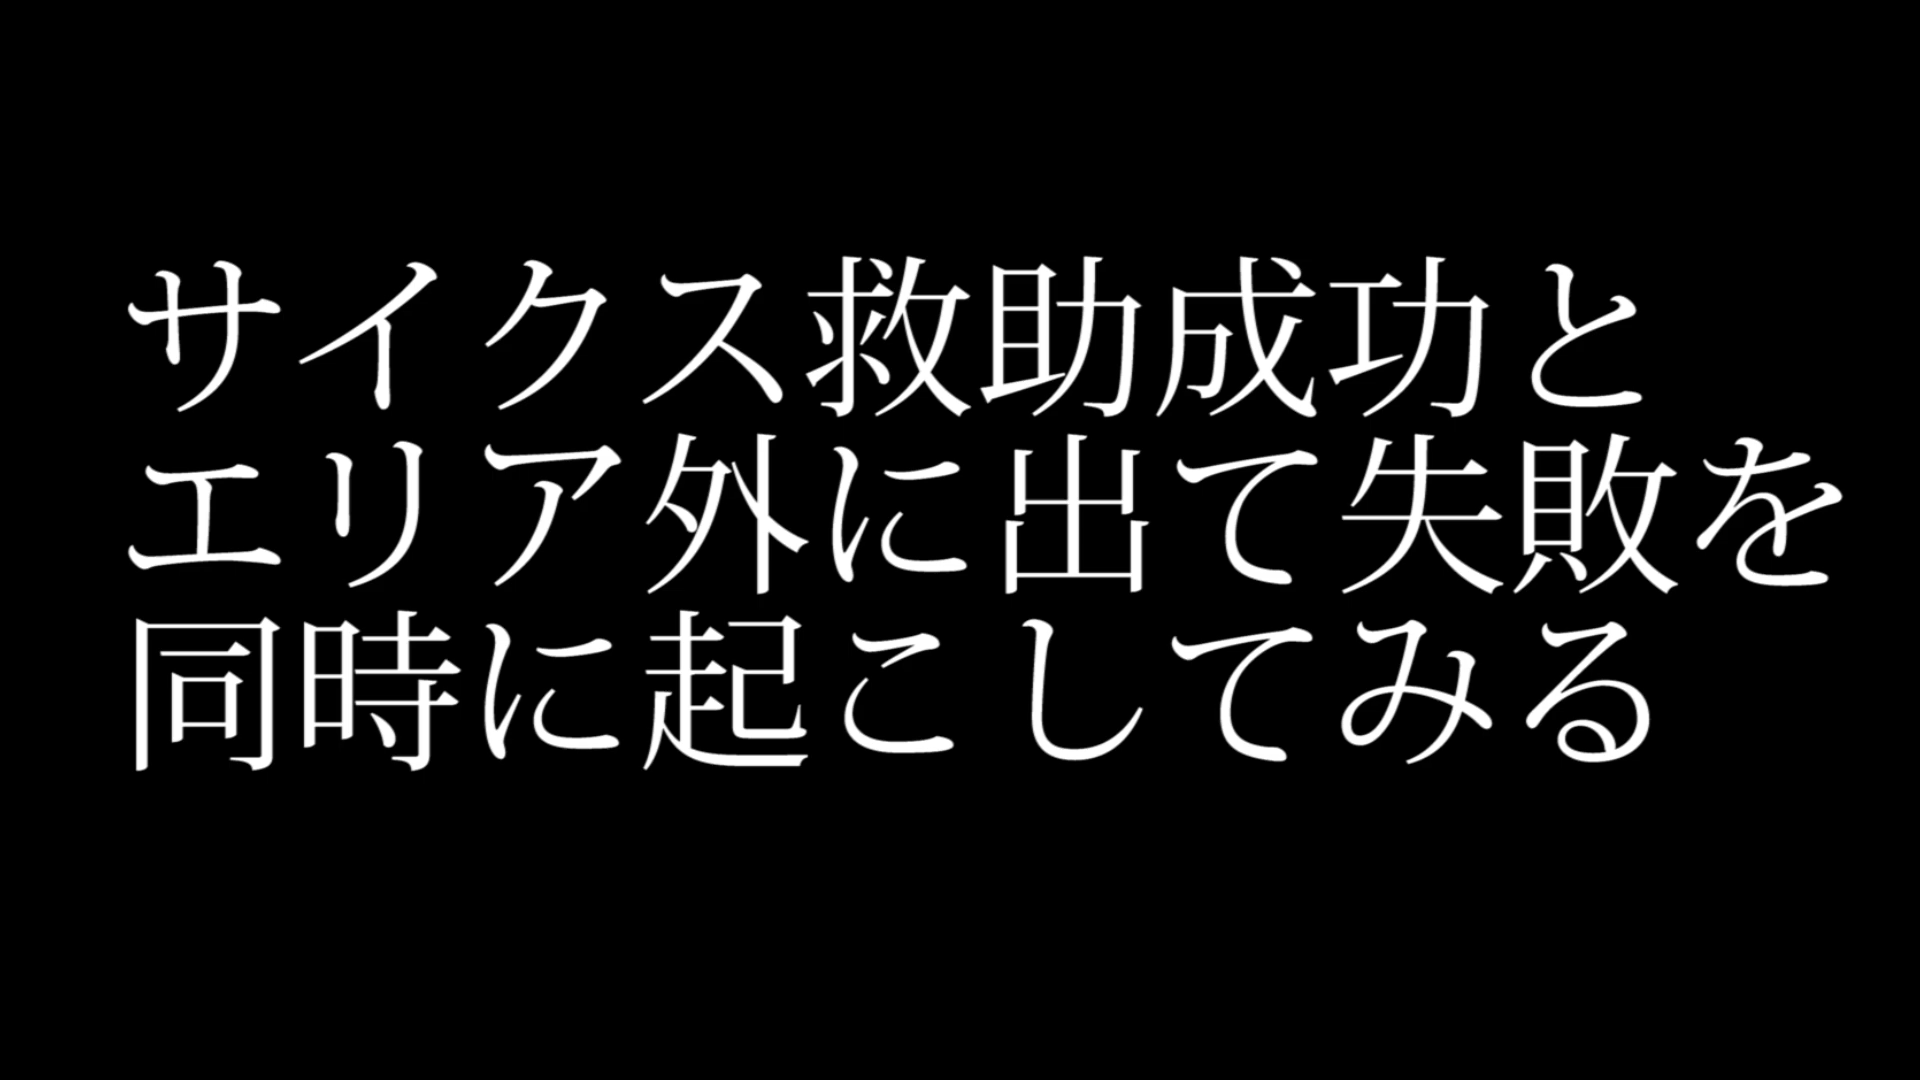 サイクス救助成功と
エリア外に出て失敗を
同時に起こしてみる